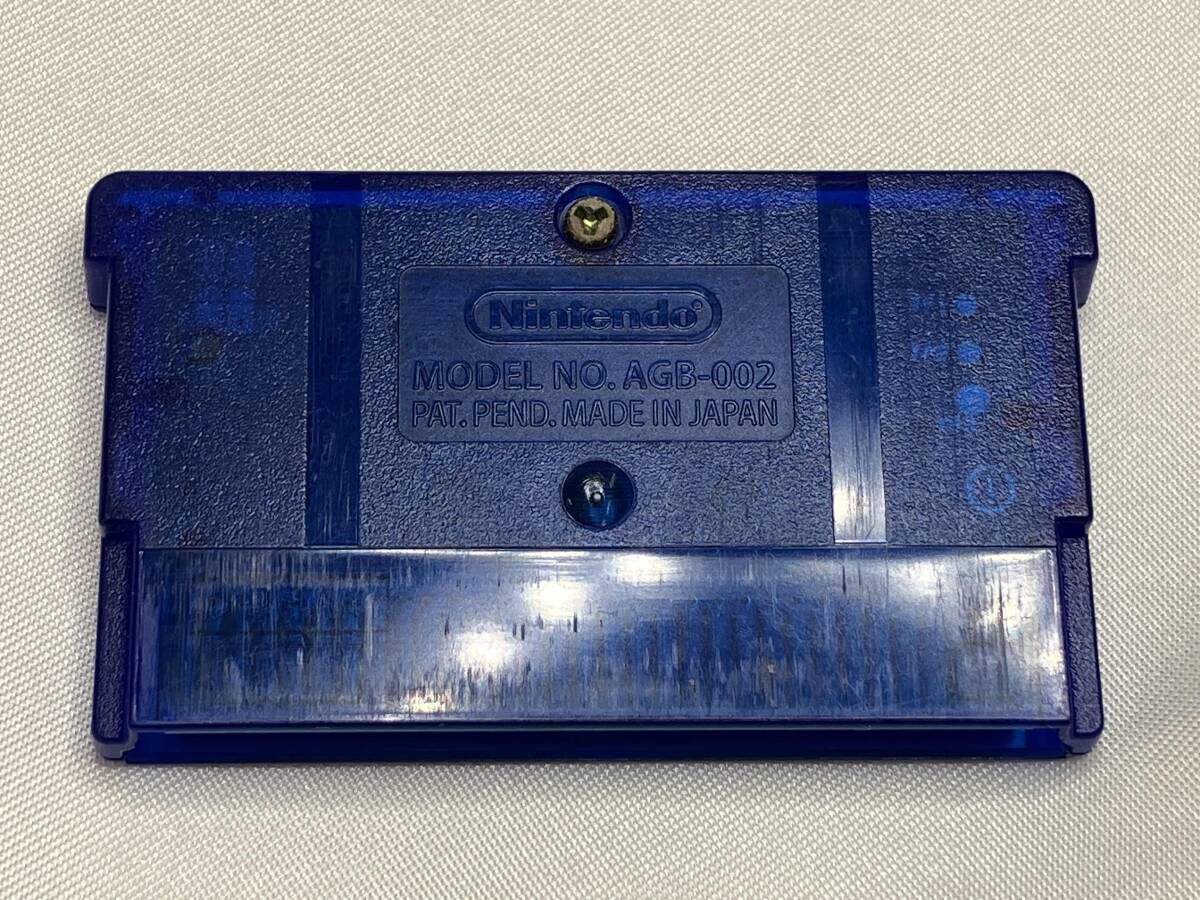 Nintendo®
MODEL NO. AGB-002
PAT. PEND. MADE IN JAPAN